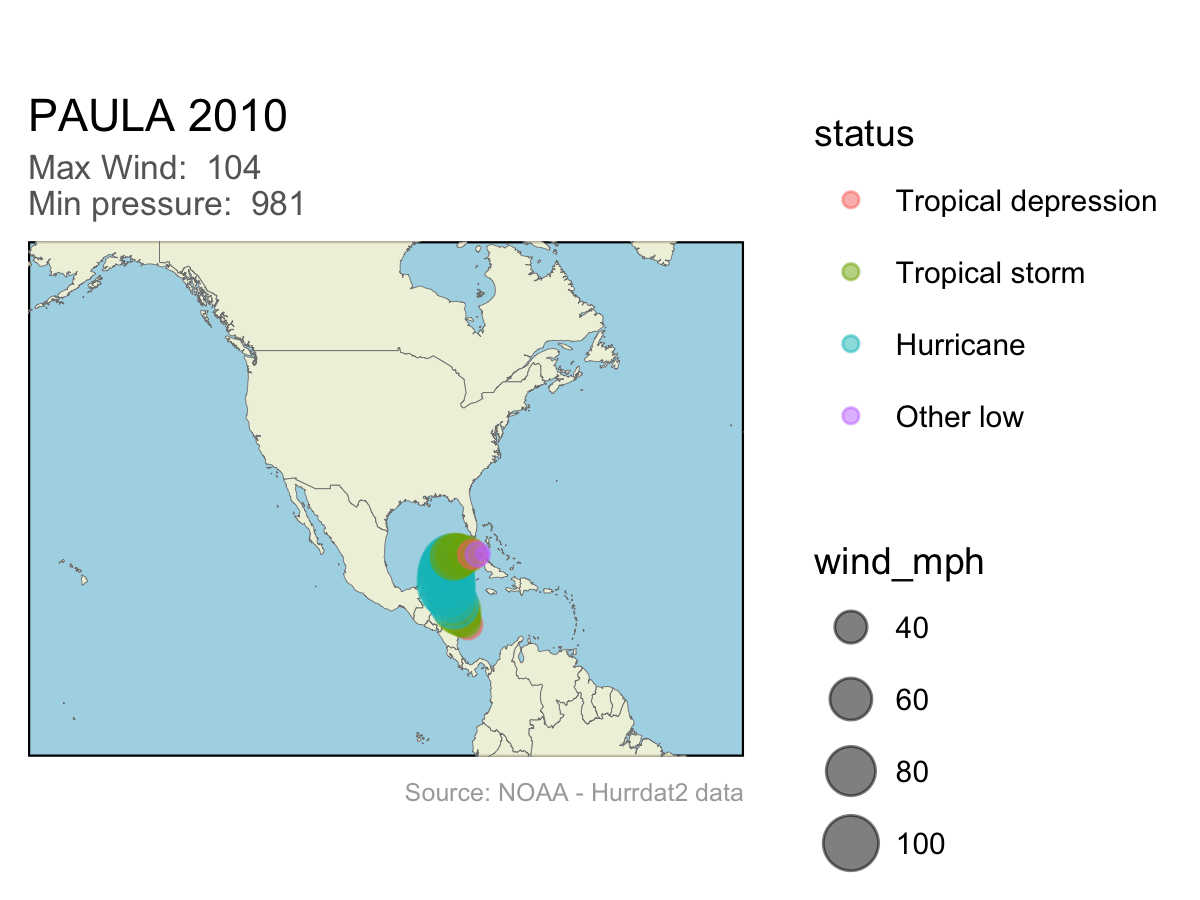 PAULA 2010
Max Wind:  104
Min pressure:  981
status
Tropical depression
Tropical storm
Hurricane
Other low
wind_mph
40
60
80
100
Source: NOAA - Hurrdat2 data